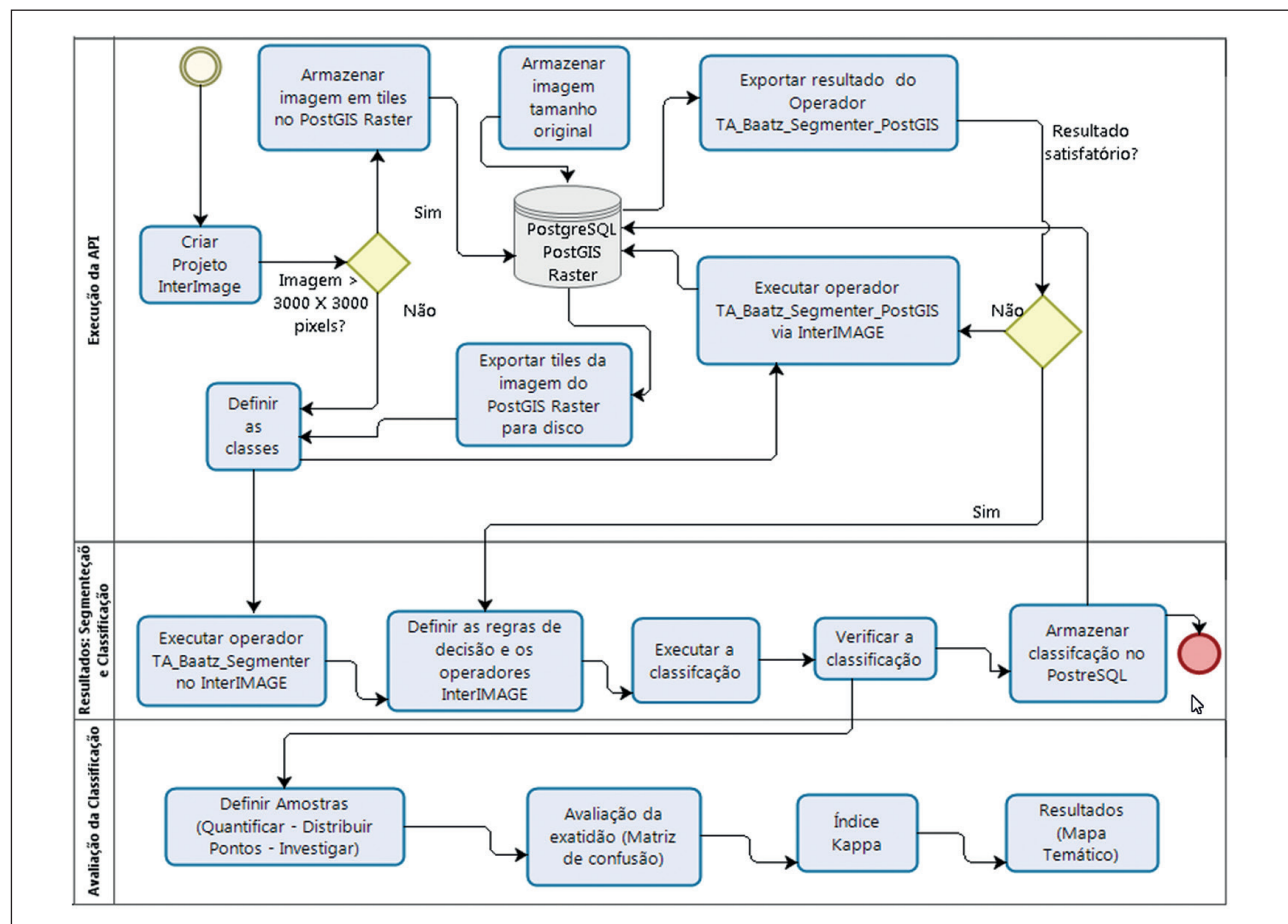 Execução da API
Armazenar
imagem em tiles
no PostGIS Raster
Armazenar
imagem
tamanho
original
Exportar resultado do
Operador
TA_Baatz_Segmenter_PostGIS
Resultado
satisfatório?
Sim
Criar
Projeto
InterImage
Imagem >
3000 X 3000
pixels?
Não
PostgreSQL
PostGIS
Raster
Executar operador
TA_Baatz_Segmenter_PostGIS
via InterIMAGE
Não
Exportar tiles da
imagem do
PostGIS Raster
para disco
Definir
as
classes
Sim
Resultados: Segmenteção
e Classificação
Executar operador
TA_Baatz_Segmenter
no InterIMAGE
Definir as regras de
decisão e os
operadores
InterIMAGE
Executar a
classifcação
Verificar a
classificação
Armazenar
classifcação no
PostreSQL
Avaliação da Classificação
Definir Amostras
(Quantificar - Distribuir
Pontos - Investigar)
Avaliação da
exatidão (Matriz
de confusão)
Índice
Kappa
Resultados
(Mapa
Temático)